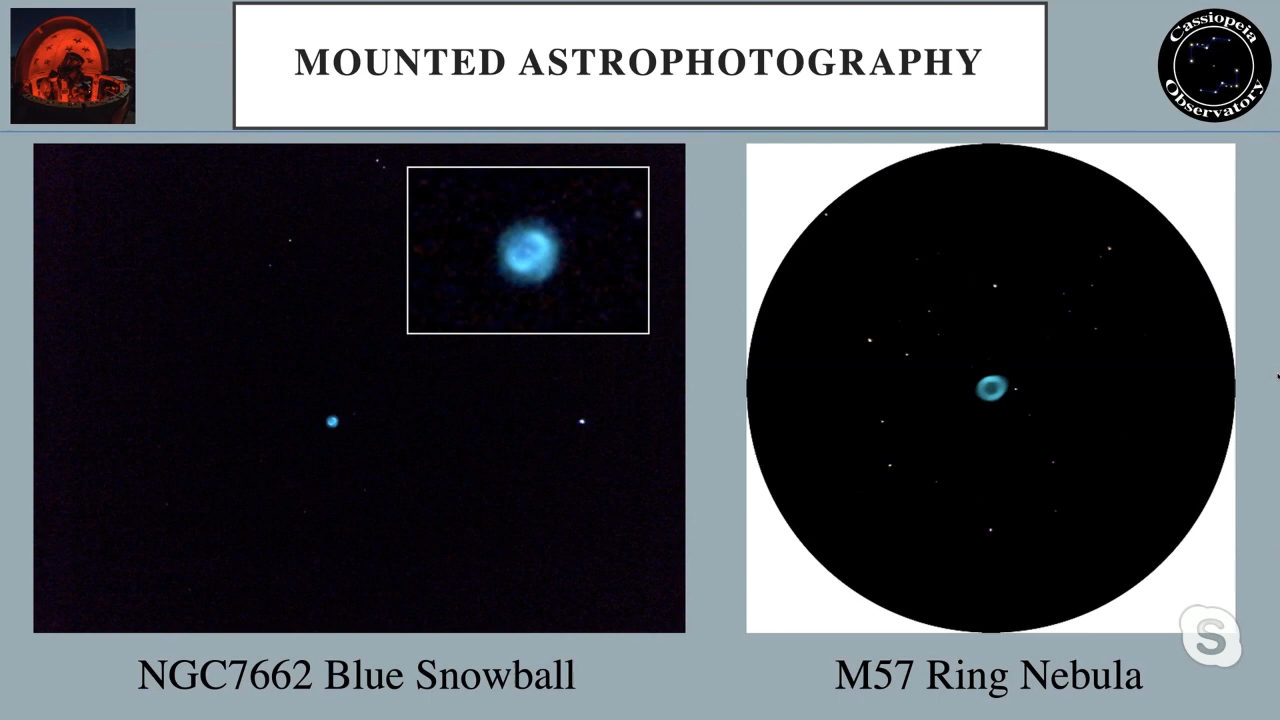 MOUNTED ASTROPHOTOGRAPHY
Cassiopeia
Observatory
NGC7662 Blue Snowball
M57 Ring Nebula
S